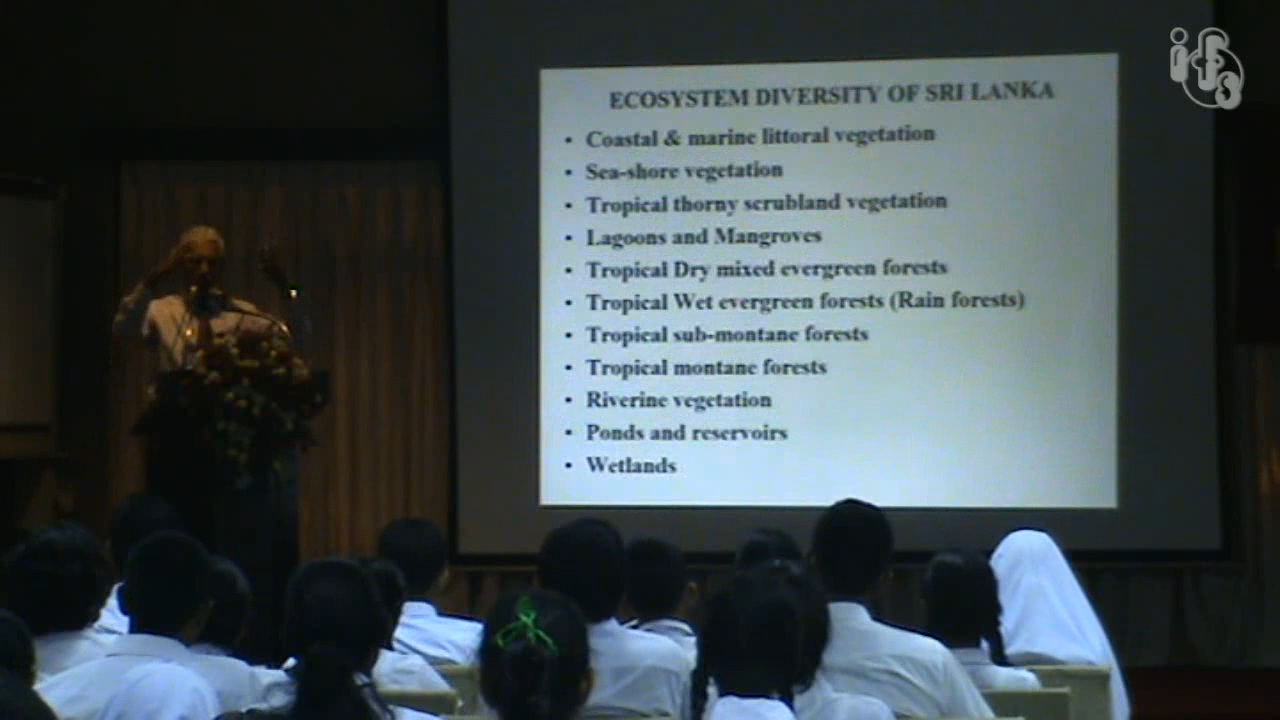 ECOSYSTEM DIVERSITY OF SRI LANKA
• Coastal & marine littoral vegetation
• Sea-shore vegetation
• Tropical thorny scrubland vegetation
• Lagoons and Mangroves
• Tropical Dry mixed evergreen forests
• Tropical Wet evergreen forests (Rain forests)
• Tropical sub-montane forests
• Tropical montane forests
• Riverine vegetation
• Ponds and reservoirs
• Wetlands